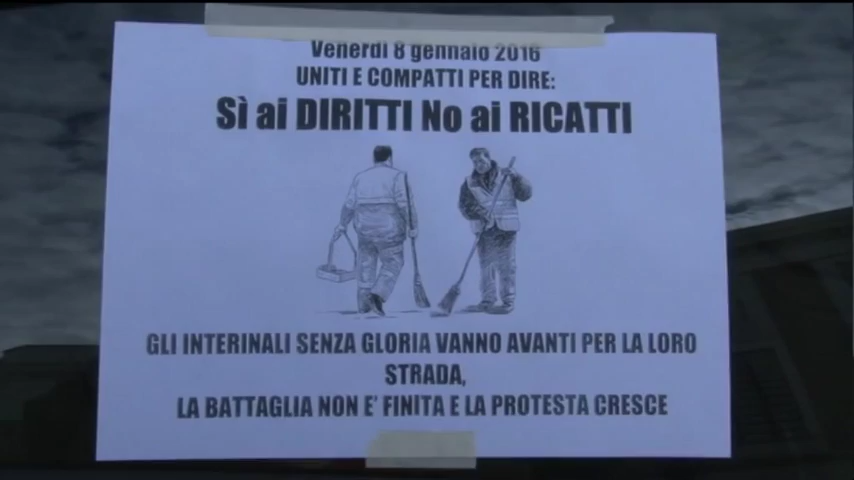 Venerdì 8 gennaio 2016
UNITI E COMPATTI PER DIRE:
Sì ai DIRITTI No ai RICATTI
GLI INTERINALI SENZA GLORIA VANNO AVANTI PER LA LORO
STRADA,
LA BATTAGLIA NON E' FINITA E LA PROTESTA CRESCE